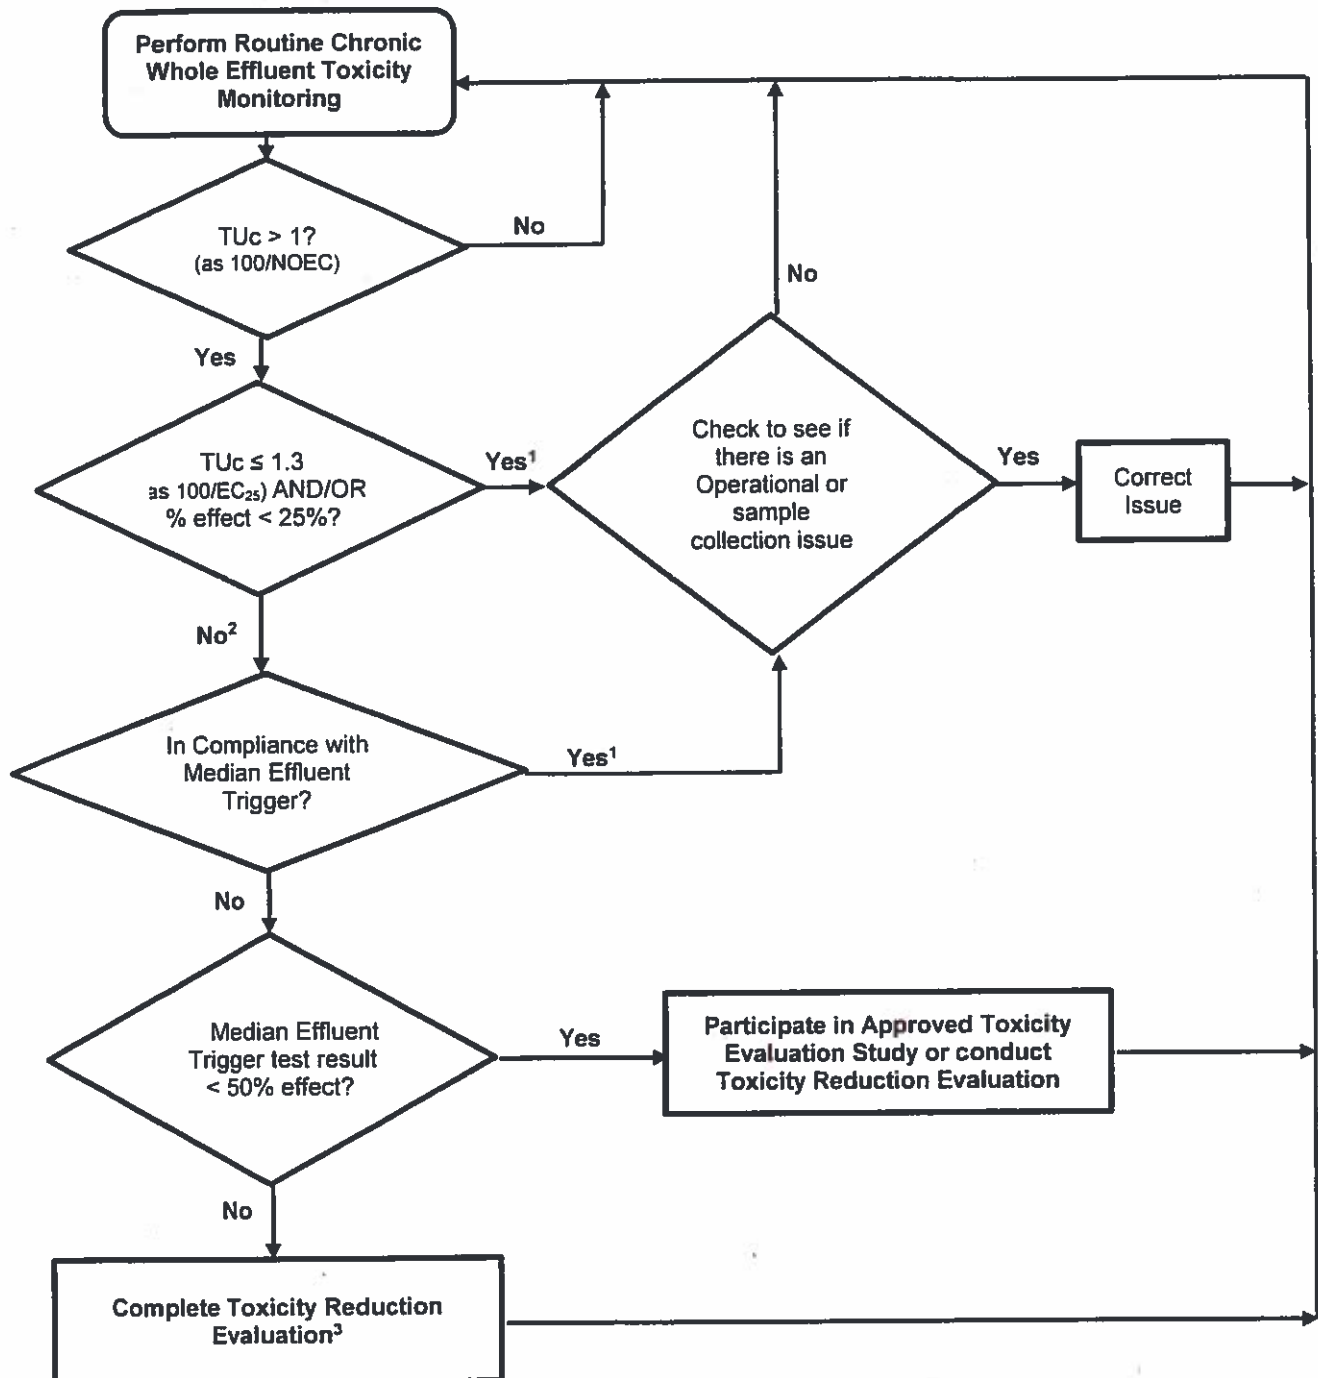 Perform Routine Chronic
Whole Effluent Toxicity
Monitoring
TUc > 1?
(as 100/NOEC)
No
Yes
No
TUc ≤ 1.3
as 100/EC₂₅) AND/OR
% effect < 25%?
Yes¹
Check to see if
there is an
Operational or
sample
collection issue
Yes
Correct
Issue
No²
In Compliance with
Median Effluent
Trigger?
Yes¹
No
Median Effluent
Trigger test result
< 50% effect?
Yes
Participate in Approved Toxicity
Evaluation Study or conduct
Toxicity Reduction Evaluation
No
Complete Toxicity Reduction
Evaluation³